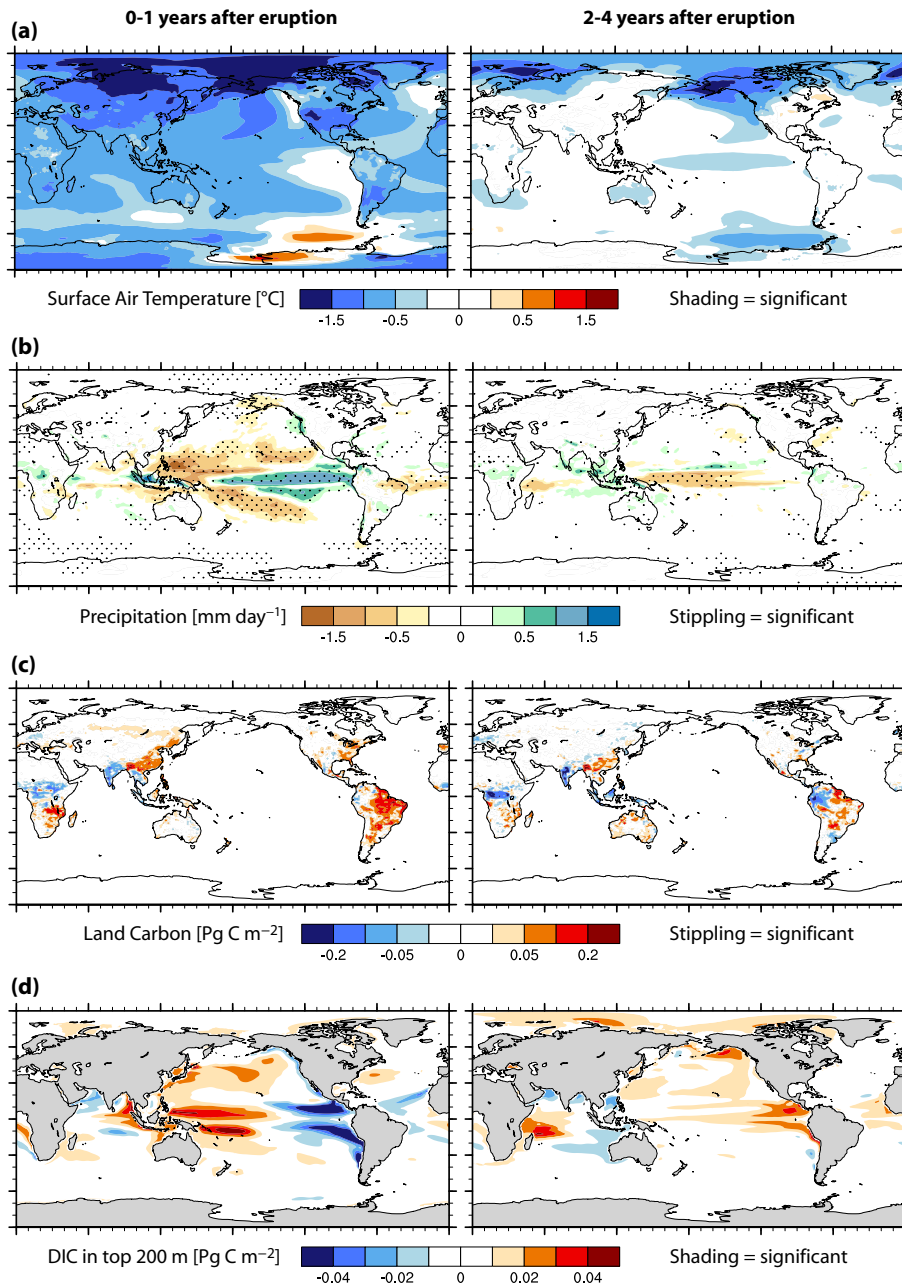 0-1 years after eruption 2-4 years after eruption
(a)
Surface Air Temperature [°C] Shading = significant
-1.5 -0.5 0 0.5 1.5
(b)
Precipitation [mm day⁻¹] Stippling = significant
-1.5 -0.5 0 0.5 1.5
(c)
Land Carbon [Pg C m⁻²] Stippling = significant
-0.2 -0.05 0 0.05 0.2
(d)
DIC in top 200 m [Pg C m⁻²] Shading = significant
-0.04 -0.02 0 0.02 0.04